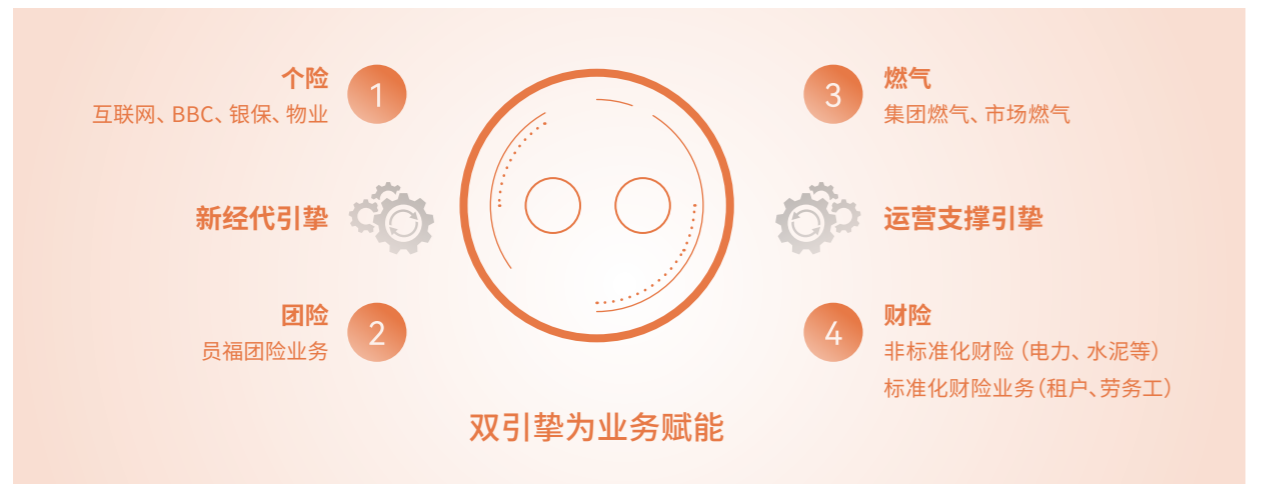 个险
1
互联网、BBC、银保、物业
新经代引挚
团险
2
员福团险业务
3
燃气
集团燃气、市场燃气
运营支撑引挚
4
财险
非标准化财险（电力、水泥等）
标准化财险业务（租户、劳务工）
双引挚为业务赋能